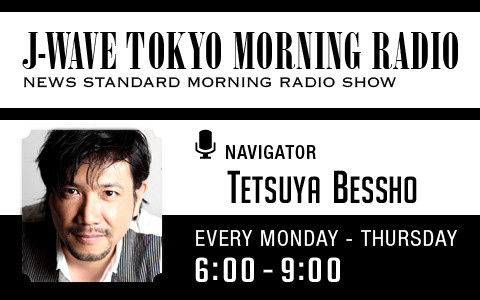 J-WAVE TOKYO MORNING RADIO
NEWS STANDARD MORNING RADIO SHOW
NAVIGATOR
TETSUYA BESSHO
EVERY MONDAY - THURSDAY
6:00 - 9:00